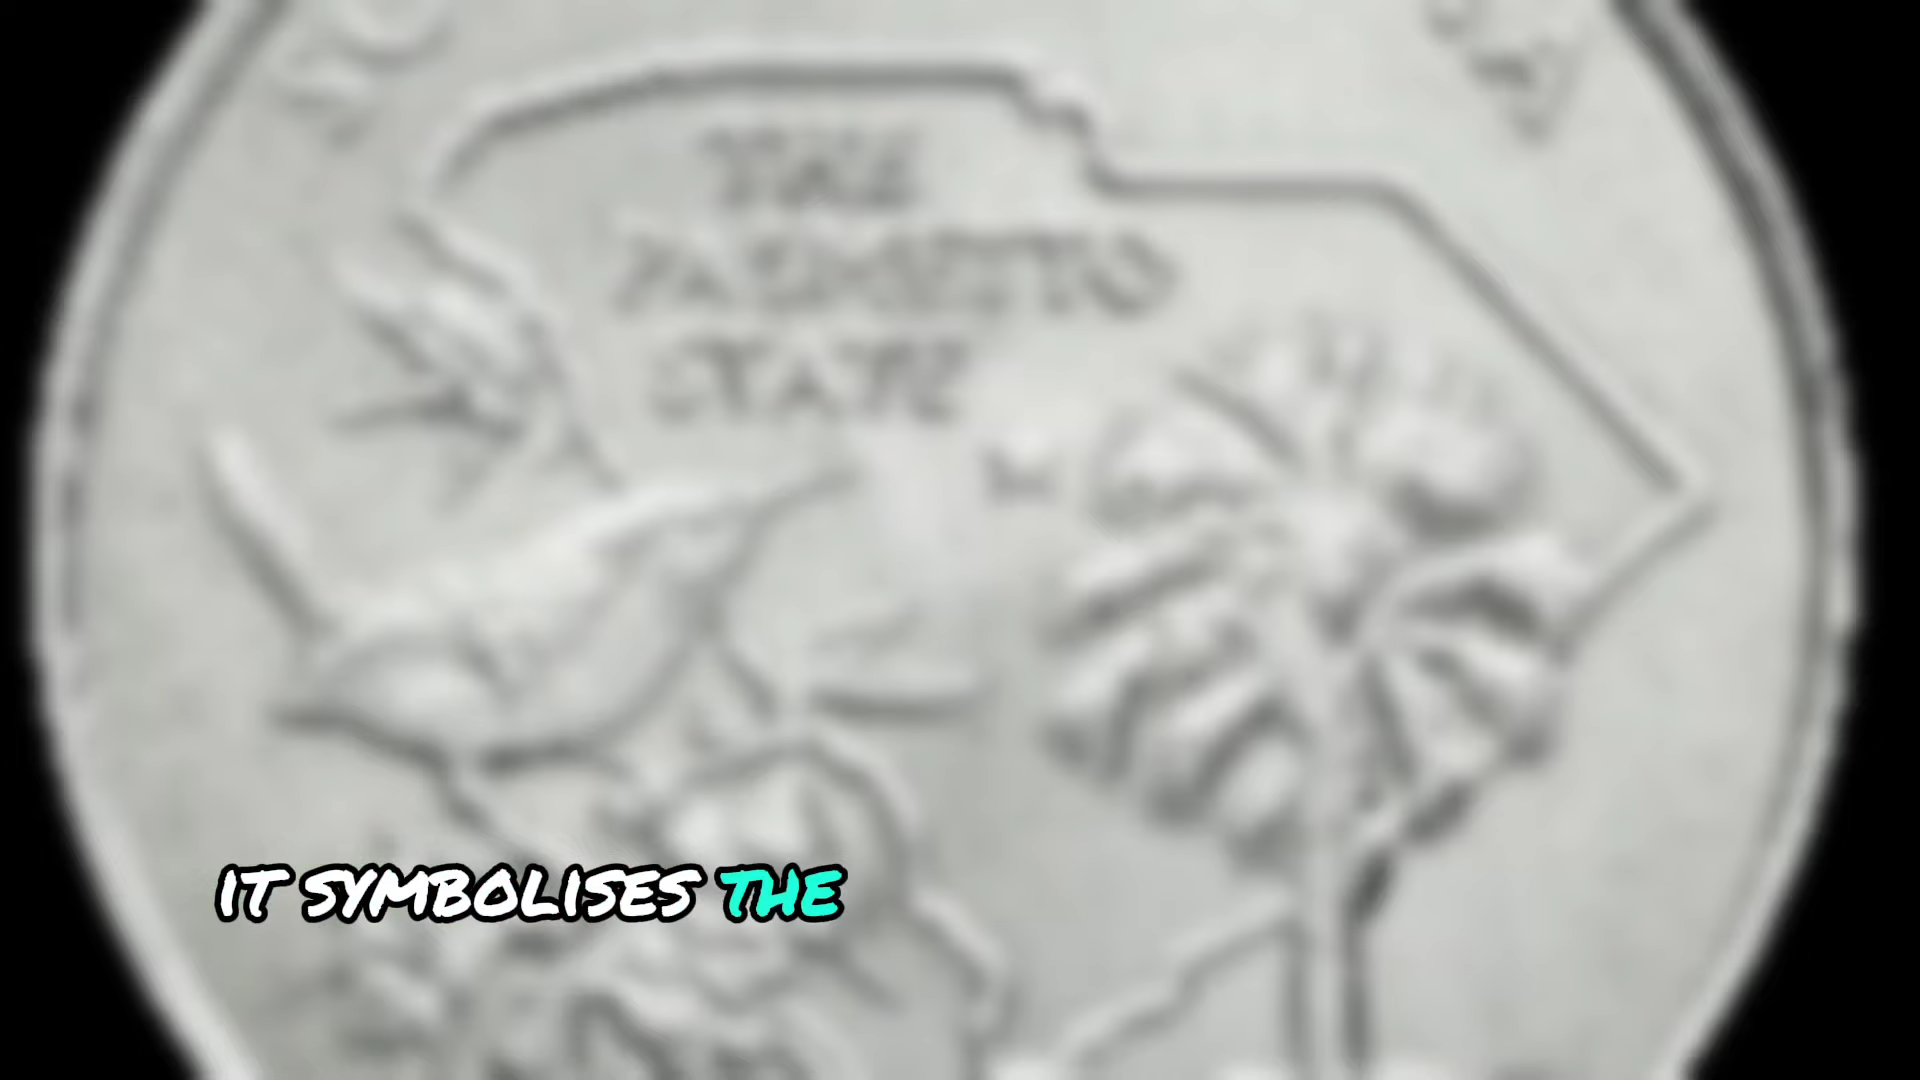 THE
PALMETTO
STATE
IT SYMBOLISES THE